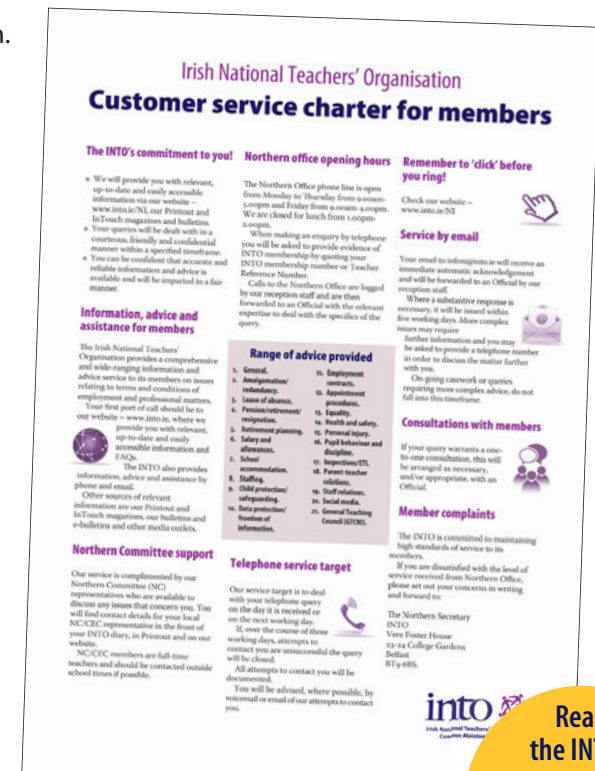 n.
Irish National Teachers' Organisation
Customer service charter for members
The INTO's commitment to you!
We will provide you with relevant,
up-to-date and easily accessible
information via our website –
www.into.ie/NI, our Printout and
InTouch magazines and bulletins.
Your queries will be dealt with in a
courteous, friendly and confidential
manner within a specified timeframe.
You can be confident that accurate and
reliable information and advice is
available and will be imparted in a fair
manner.
Information, advice and
assistance for members
The Irish National Teachers'
Organisation provides a comprehensive
and wide-ranging information and
advice service to its members on issues
relating to terms and conditions of
employment and professional matters.
Your first port of call should be to
our website – www.into.ie, where we
provide you with relevant,
up-to-date and easily
accessible information and
FAQs.
The INTO also provides
information, advice and assistance by
phone and email.
Other sources of relevant
information are our Printout and
InTouch magazines, our bulletins and
e-bulletins and other media outlets.
Northern Committee support
Our service is complimented by our
Northern Committee (NC)
representatives who are available to
discuss any issues that concern you. You
will find contact details for your local
NC/CEC representative in the front of
your INTO diary, in Printout and on our
website.
NC/CEC members are full-time
teachers and should be contacted outside
school times if possible.
Northern office opening hours
The Northern Office phone line is open
from Monday to Thursday from 9.00am-
5.00pm and Friday from 9.00am-4.00pm.
We are closed for lunch from 1.00pm-
2.00pm.
When making an enquiry by telephone
you will be asked to provide evidence of
INTO membership by quoting your
INTO membership number or Teacher
Reference Number.
Calls to the Northern Office are logged
by our reception staff and are then
forwarded to an Official with the relevant
expertise to deal with the specifics of the
query.
Range of advice provided
1. General.
2. Amalgamation/
redundancy.
3. Leave of absence.
4. Pension/retirement/
resignation.
5. Retirement planning.
6. Salary and
allowances.
7. School
accommodation.
8. Staffing.
9. Child protection/
safeguarding.
10. Data protection/
freedom of
information.
11. Employment
contracts.
12. Appointment
procedures.
13. Equality.
14. Health and safety.
15. Personal injury.
16. Pupil behaviour and
discipline.
17. Inspections/ETI.
18. Parent-teacher
relations.
19. Staff relations.
20. Social media.
21. General Teaching
Council (GTCNI).
Telephone service target
Our service target is to deal
with your telephone query
on the day it is received or
on the next working day.
If, over the course of three
working days, attempts to
contact you are unsuccessful the query
will be closed.
All attempts to contact you will be
documented.
You will be advised, where possible, by
voicemail or email of our attempts to contact
you.
Remember to 'click' before
you ring!
Check our website –
www.into.ie/NI
Service by email
Your email to infoni@into.ie will receive an
immediate automatic acknowledgement
and will be forwarded to an Official by our
reception staff.
Where a substantive response is
necessary, it will be issued within
five working days. More complex
issues may require
further information and you may
be asked to provide a telephone number
in order to discuss the matter further
with you.
On-going casework or queries
requiring more complex advice, do not
fall into this timeframe.
Consultations with members
If your query warrants a one-
to-one consultation, this will
be arranged as necessary,
and/or appropriate, with an
Official.
Member complaints
The INTO is committed to maintaining
high standards of service to its
members.
If you are dissatisfied with the level of
service received from Northern Office,
please set out your concerns in writing
and forward to:
The Northern Secretary
INTO
Vere Foster House
23-24 College Gardens
Belfast
BT9 6BS.
@
into
Irish National Teachers'
Rea
the INT